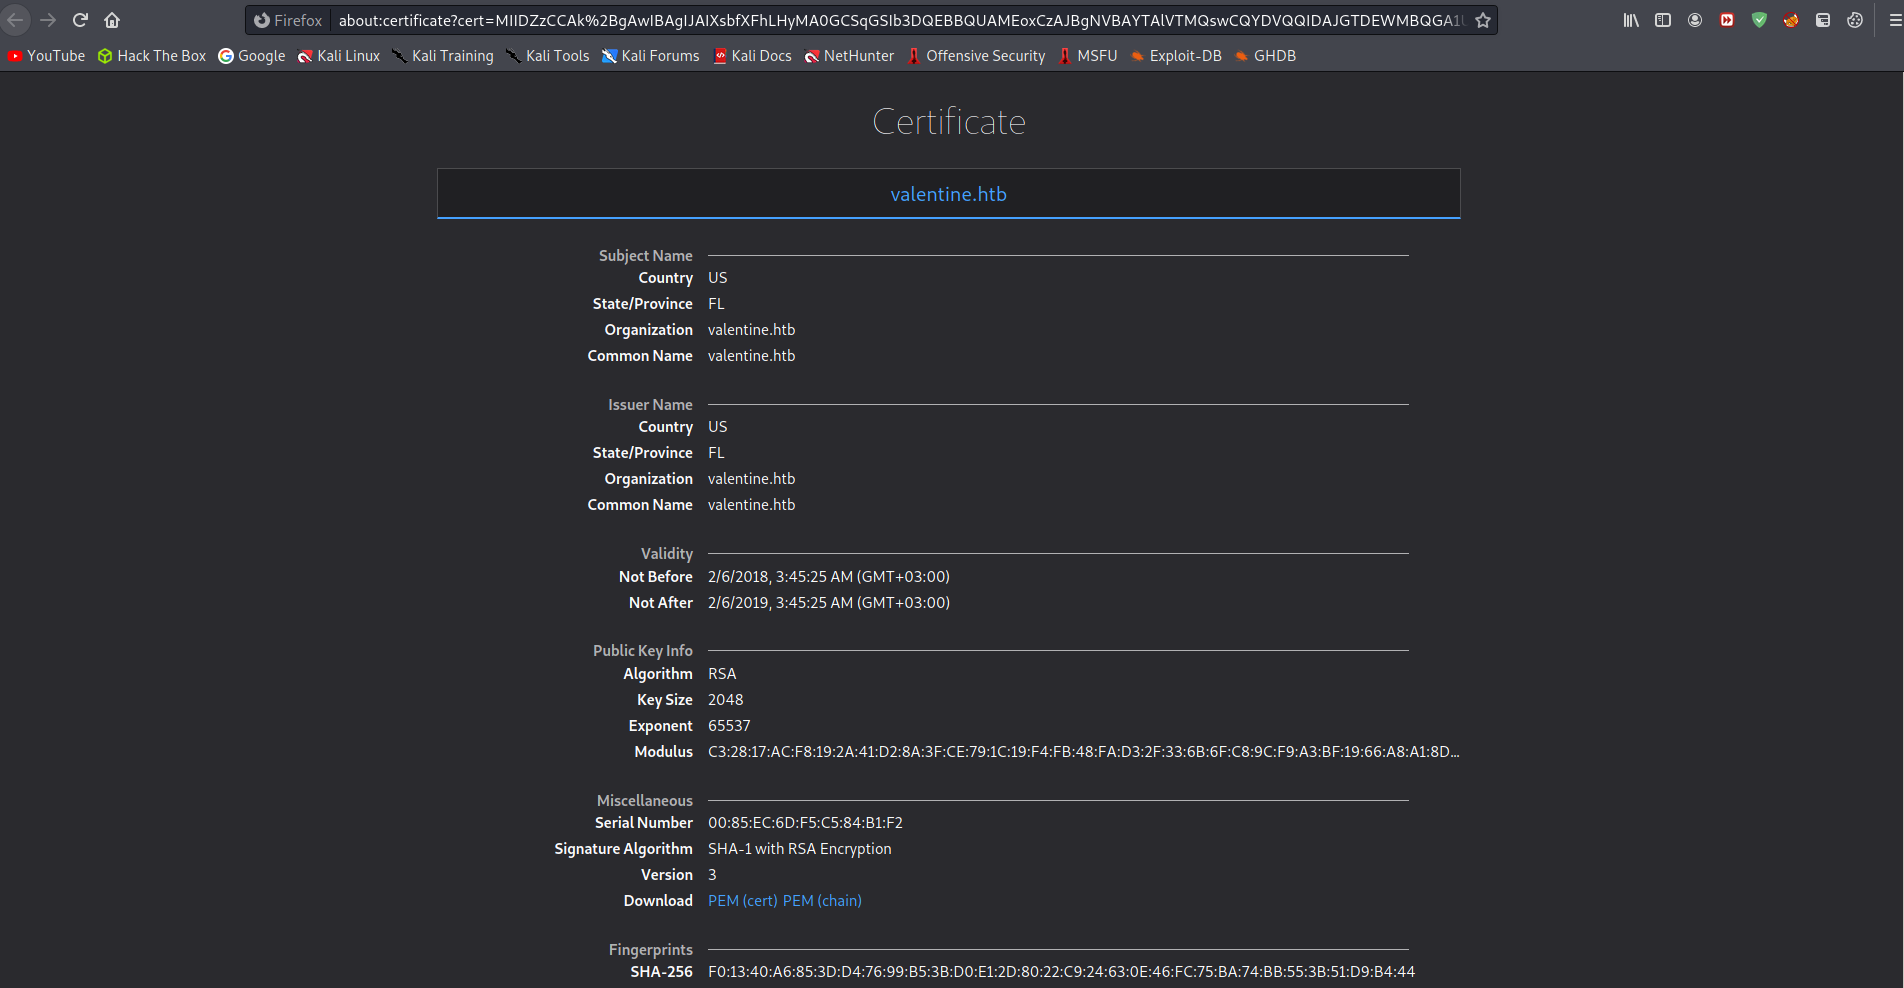 Firefox about:certificate?cert=MIIDZzCCAk%2BgAwIBAgIJAIXsbfXFhLHyMA0GCSqGSIb3DQEBBQUAMEoxCzAJBgNVBAYTAlVTMQswCQYDVQQIDAJGTDEWMBQGA1U
YouTube Hack The Box Google Kali Linux Kali Training Kali Tools Kali Forums Kali Docs NetHunter Offensive Security MSFU Exploit-DB GHDB
Certificate
valentine.htb
Subject Name
Country US
State/Province FL
Organization valentine.htb
Common Name valentine.htb
Issuer Name
Country US
State/Province FL
Organization valentine.htb
Common Name valentine.htb
Validity
Not Before 2/6/2018, 3:45:25 AM (GMT+03:00)
Not After 2/6/2019, 3:45:25 AM (GMT+03:00)
Public Key Info
Algorithm RSA
Key Size 2048
Exponent 65537
Modulus C3:28:17:AC:F8:19:2A:41:D2:8A:3F:CE:79:1C:19:F4:FB:48:FA:D3:2F:33:6B:6F:C8:9C:F9:A3:BF:19:66:A8:A1:8D...
Miscellaneous
Serial Number 00:85:EC:6D:F5:C5:84:B1:F2
Signature Algorithm SHA-1 with RSA Encryption
Version 3
Download PEM (cert) PEM (chain)
Fingerprints
SHA-256 F0:13:40:A6:85:3D:D4:76:99:B5:3B:D0:E1:2D:80:22:C9:24:63:0E:46:FC:75:BA:74:BB:55:3B:51:D9:B4:44